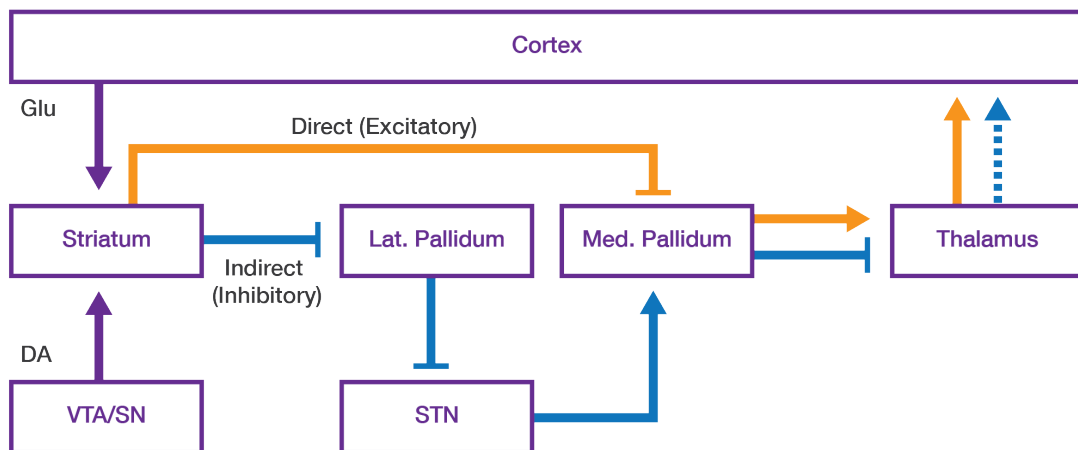 Cortex
Glu
Direct (Excitatory)
Striatum
Lat. Pallidum
Med. Pallidum
Thalamus
Indirect
(Inhibitory)
DA
VTA/SN
STN